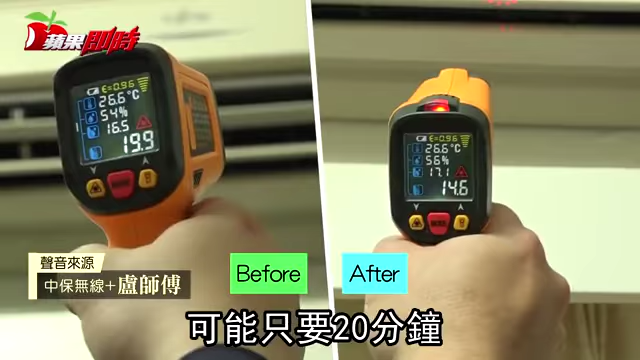 蘋果即時
ε=0.96
26.6°C
54%
16.5
19.9
ε=0.96
26.6°C
56%
17.1
14.6
聲音來源
中保無線+盧師傅
Before
After
可能只要20分鐘